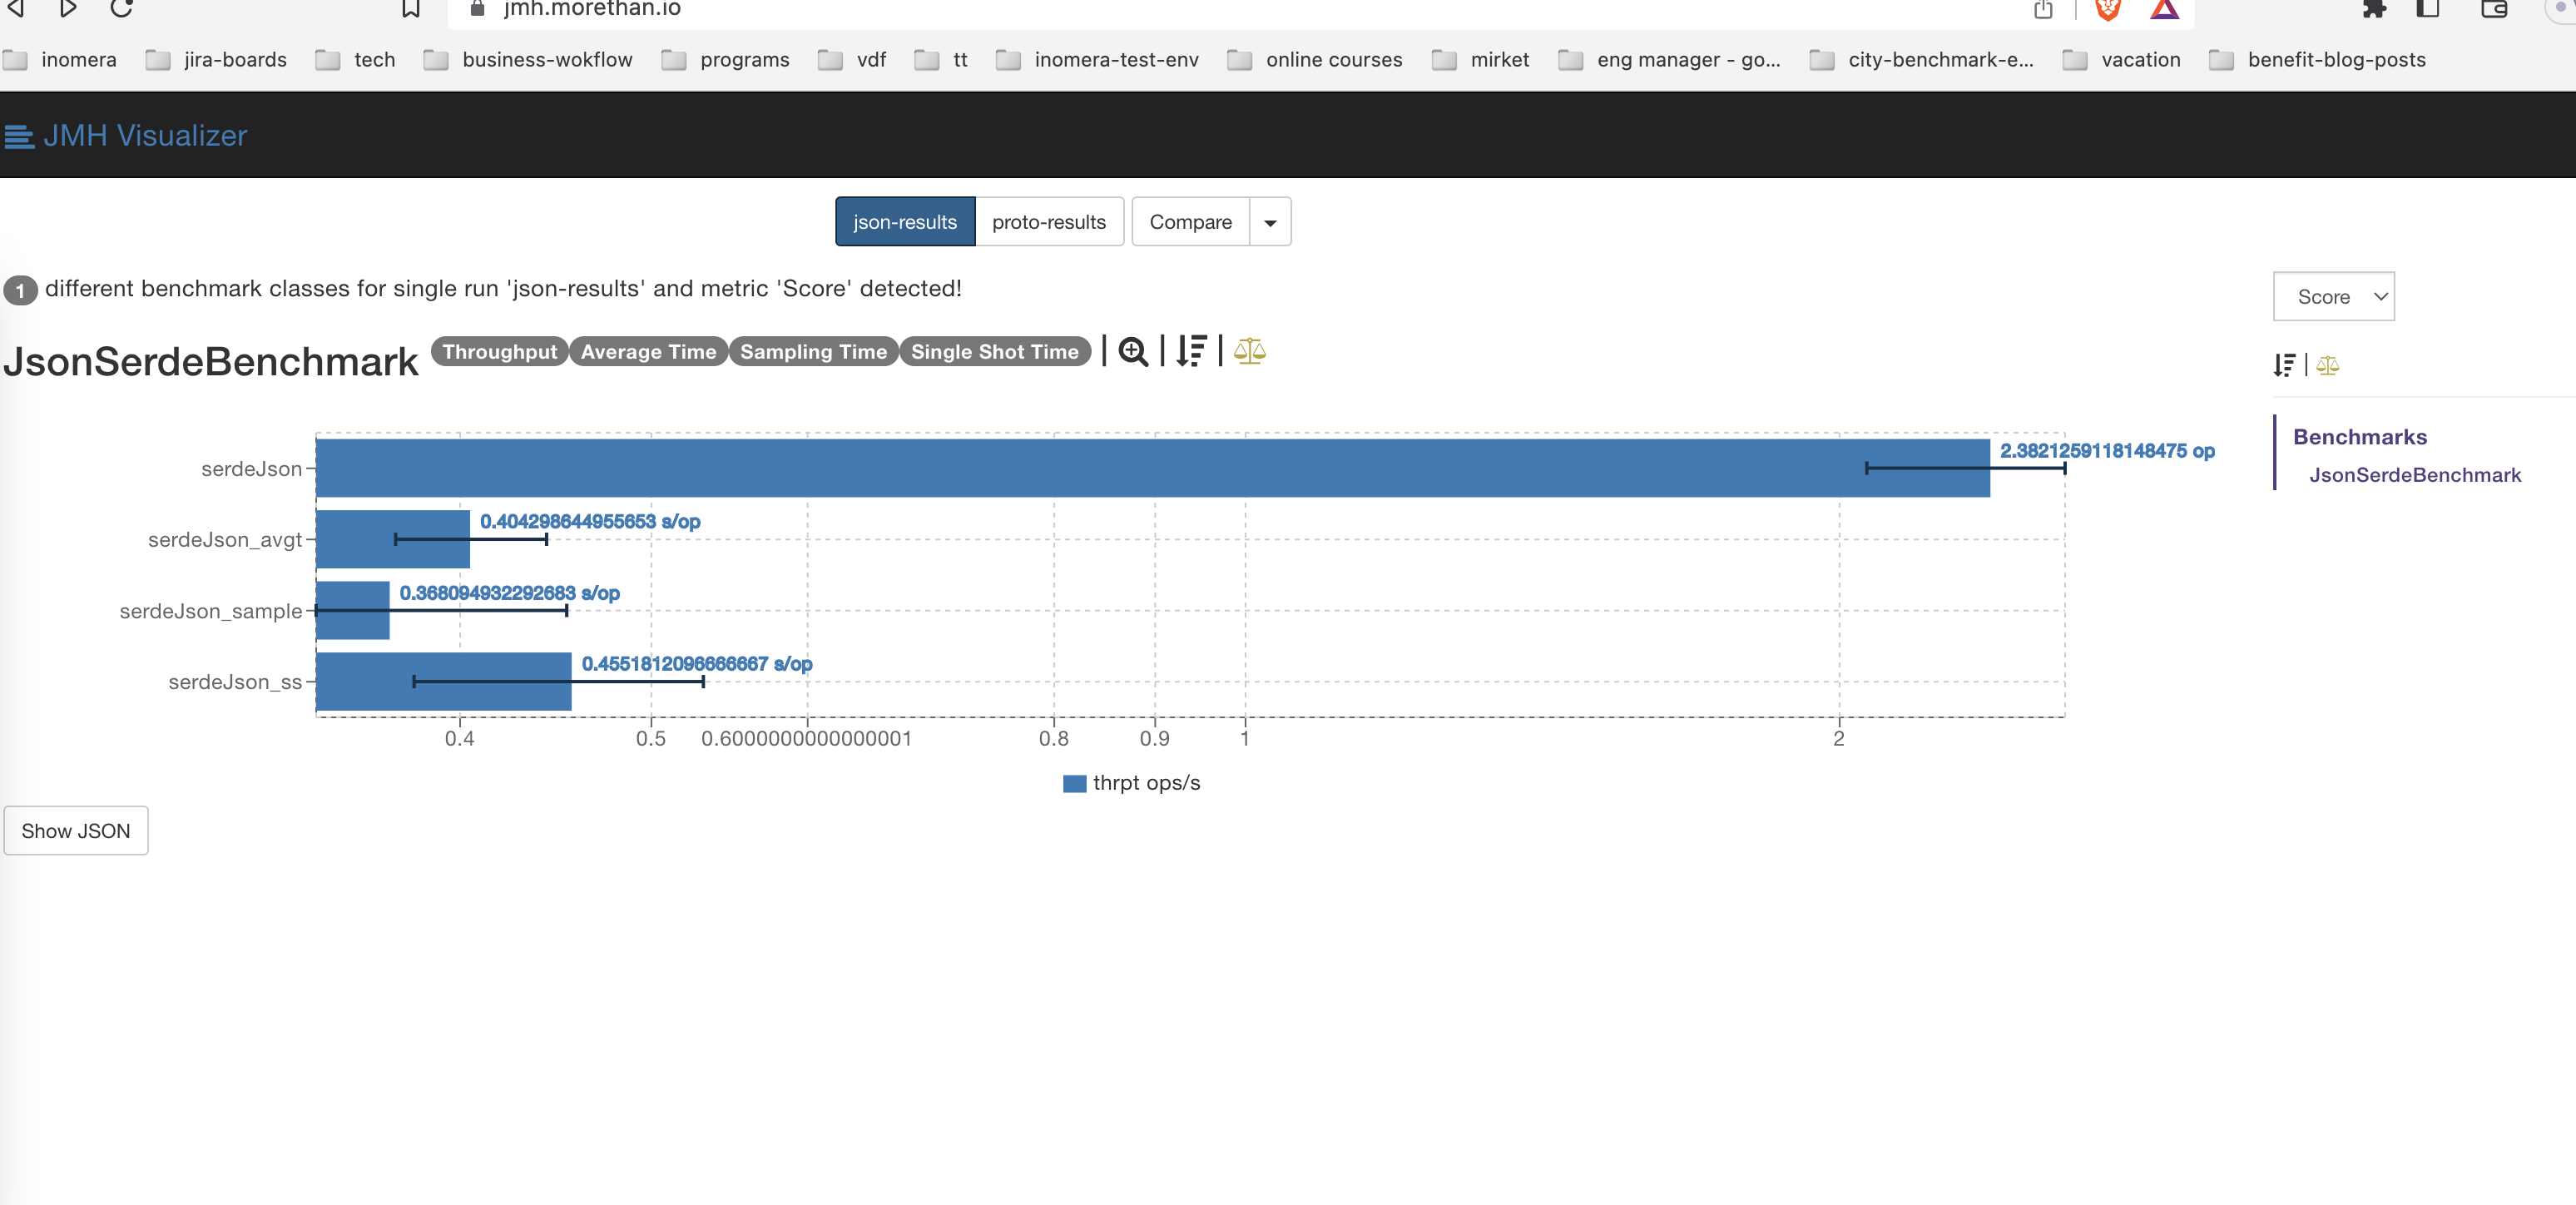 jmh.morethan.io
inomera jira-boards tech business-wokflow programs vdf tt inomera-test-env online courses mirket eng manager - go... city-benchmark-e... vacation benefit-blog-posts
JMH Visualizer
json-results proto-results Compare
1 different benchmark classes for single run 'json-results' and metric 'Score' detected!
Score
JsonSerdeBenchmark Throughput Average Time Sampling Time Single Shot Time
Benchmarks
JsonSerdeBenchmark
serdeJson 2.3821259118148475 op
serdeJson_avgt 0.404298644955653 s/op
serdeJson_sample 0.368094932292683 s/op
serdeJson_ss 0.4551812096666667 s/op
0.4 0.5 0.6000000000000001 0.8 0.9 1 2
thrpt ops/s
Show JSON